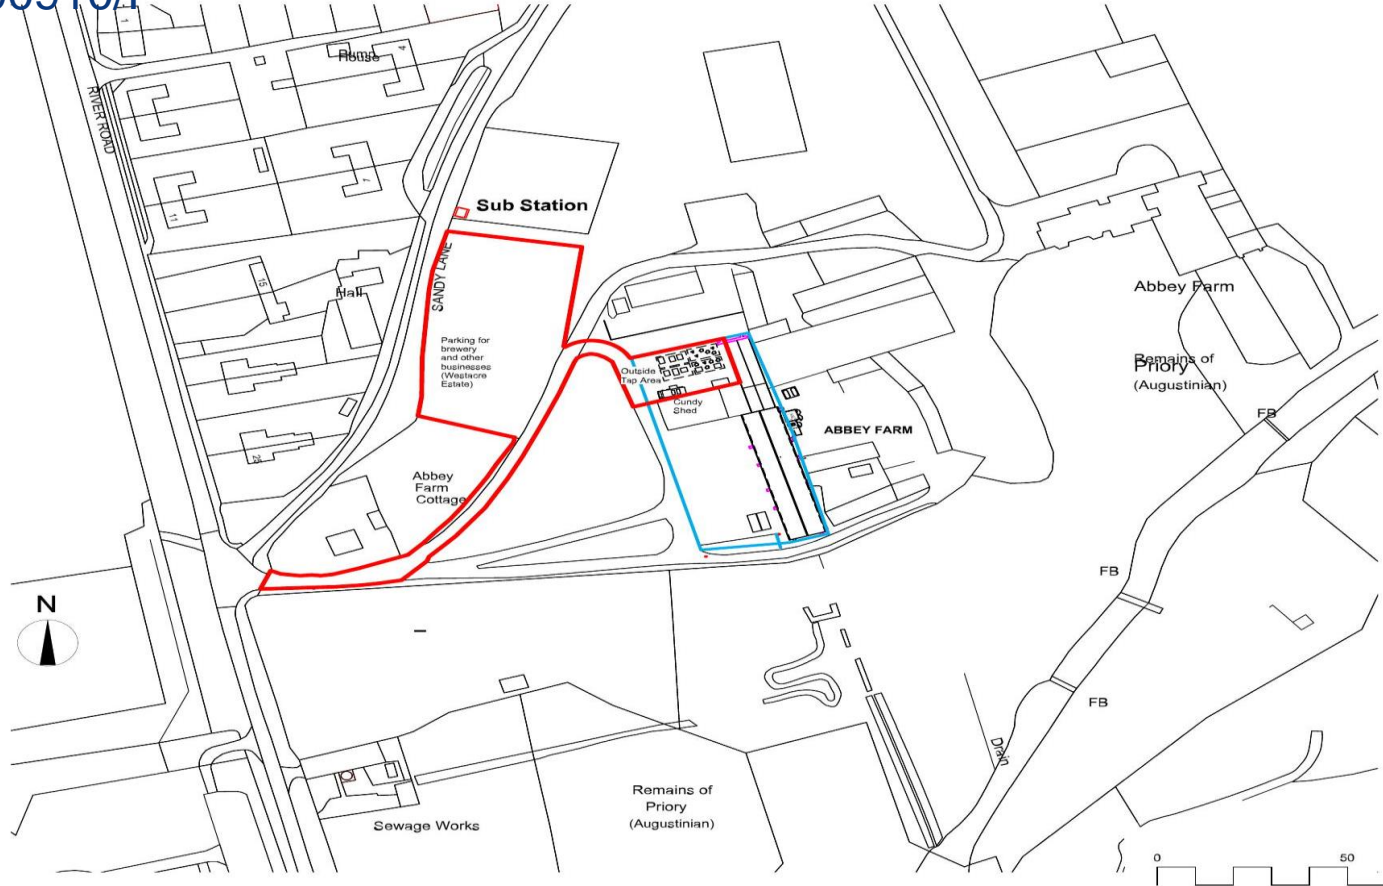 1
4
Pump
House
RIVER ROAD
11
Sub Station
SANDY LANE
15
Hall
Parking for
brewery
and other
businesses
(Westacre
Estate)
Outside
Tap Area
Cundy
Shed
Abbey Farm
Remains of
Priory
(Augustinian)
FB
ABBEY FARM
Abbey
Farm
Cottage
FB
N
FB
Drain
Remains of
Priory
(Augustinian)
Sewage Works
0 50